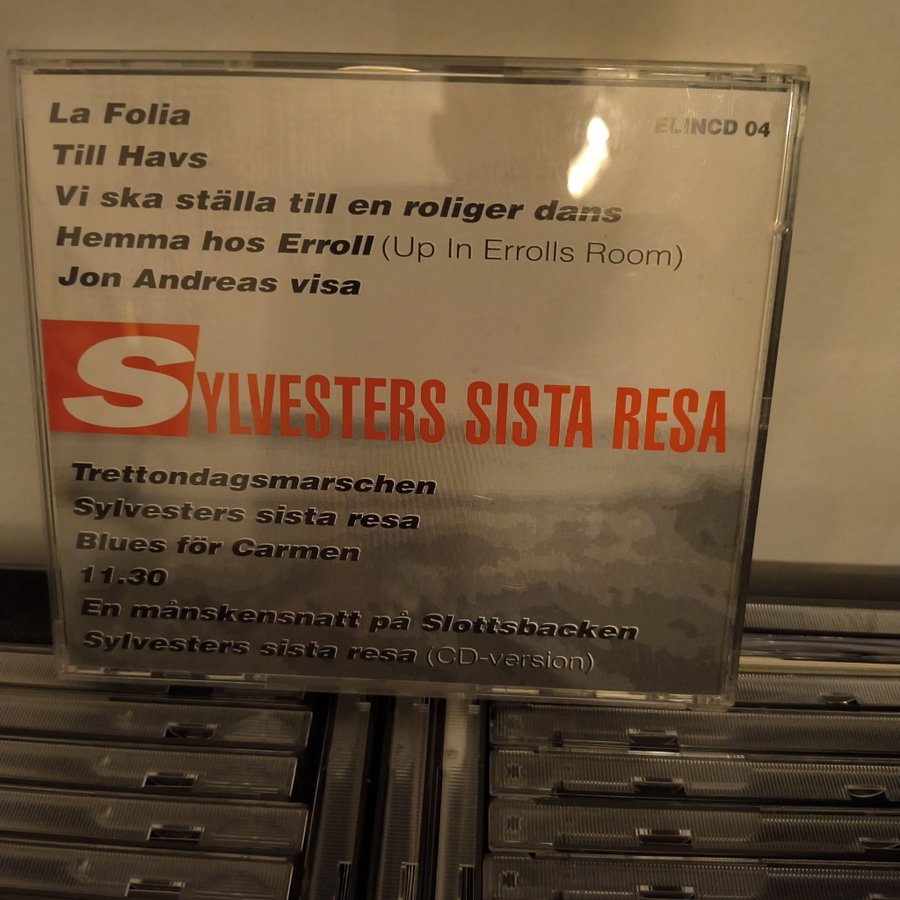 La Folia
ELINCD 04
Till Havs
Vi ska ställa till en roliger dans
Hemma hos Erroll (Up In Errolls Room)
Jon Andreas visa
SYLVESTERS SISTA RESA
Trettondagsmarschen
Sylvesters sista resa
Blues för Carmen
11.30
En månskensnatt på Slottsbacken
Sylvesters sista resa (CD-version)